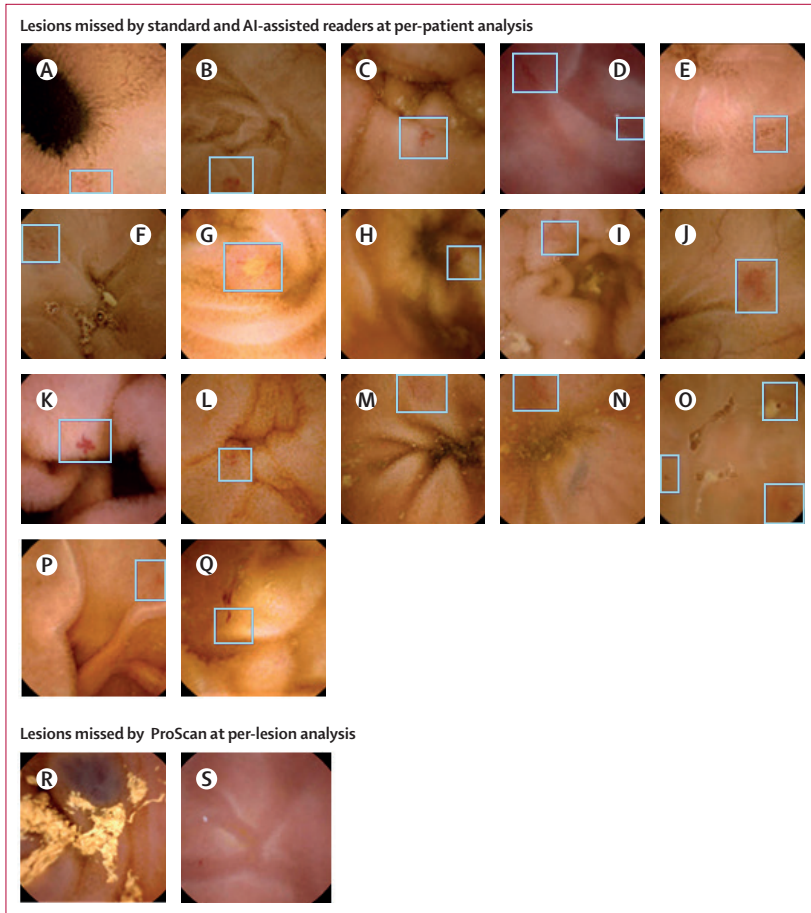 Lesions missed by standard and AI-assisted readers at per-patient analysis
A B C D E
F G H I J
K L M N O
P Q
Lesions missed by ProScan at per-lesion analysis
R S